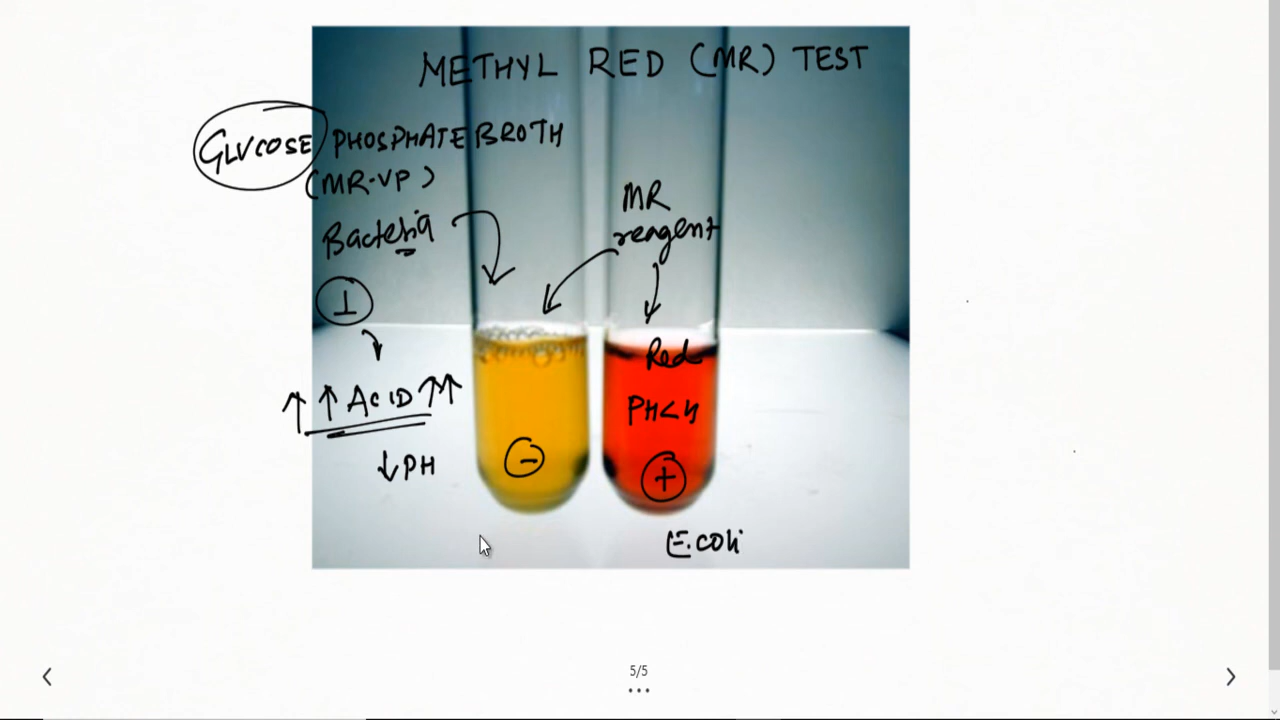 METHYL RED (MR) TEST
GLUCOSE PHOSPHATE BROTH
(MR-VP)
Bacteria
MR
reagent
1
↑ ↑ ACID ↑↑
↓ PH
Red
PH<4
-
+
E.coli
5/5